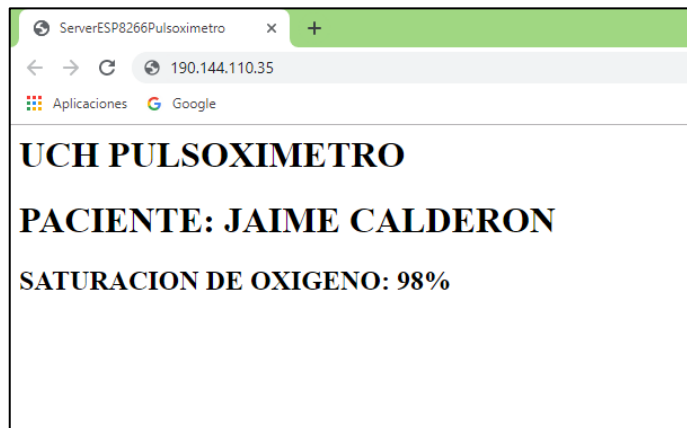 ServerESP8266Pulsoximetro
190.144.110.35
Aplicaciones Google
UCH PULSOXIMETRO
PACIENTE: JAIME CALDERON
SATURACION DE OXIGENO: 98%